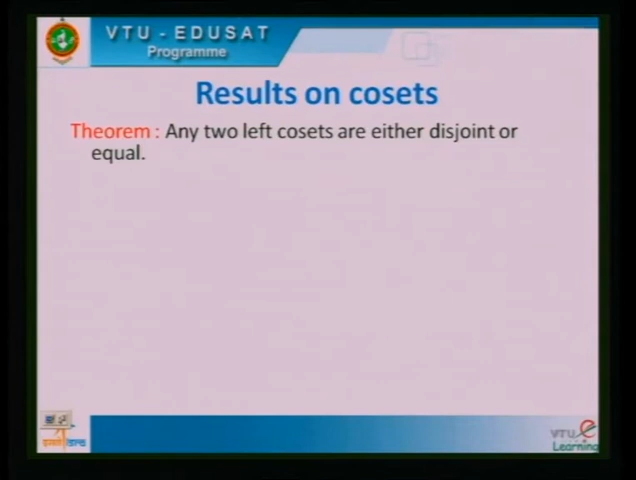 VTU - EDUSAT
Programme
Results on cosets
Theorem : Any two left cosets are either disjoint or
equal.
VTU e
Learning